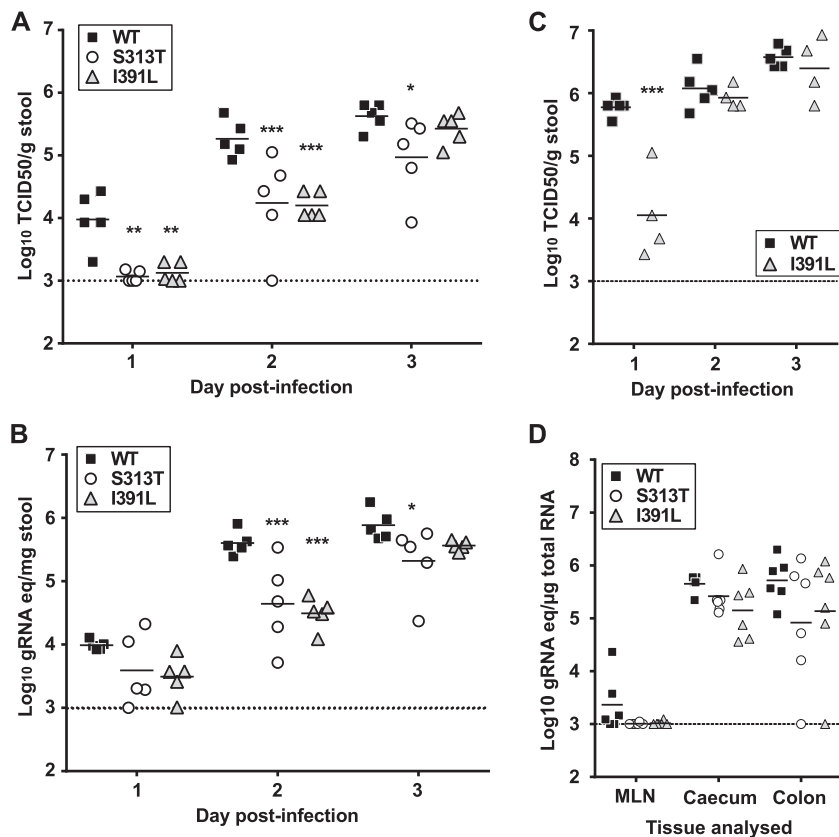 A
WT
S313T
I391L
Log10 TCID50/g stool
7
6
5
4
3
2
** **
*** ***
*
1 2 3
Day post-infection
C
Log10 TCID50/g stool
7
6
5
4
3
2
***
WT
I391L
1 2 3
Day post-infection
B
WT
S313T
I391L
Log10 gRNA eq/mg stool
7
6
5
4
3
2
*** ***
*
1 2 3
Day post-infection
D
WT
S313T
I391L
Log10 gRNA eq/µg total RNA
8
7
6
5
4
3
2
MLN Caecum Colon
Tissue analysed